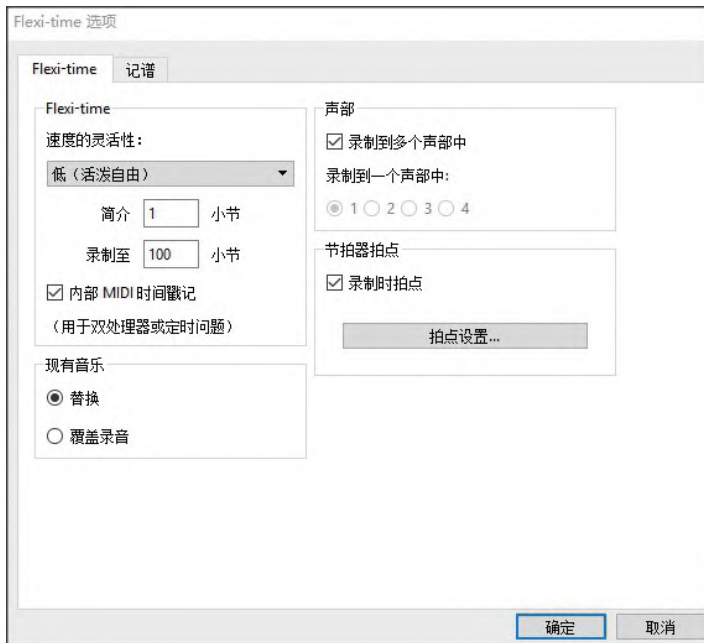 Flexi-time 选项
Flexi-time 记谱
Flexi-time
速度的灵活性：
低（活泼自由）
简介 1 小节
录制至 100 小节
内部 MIDI 时间戳记
（用于双处理器或定时问题）
现有音乐
替换
覆盖录音
声部
录制到多个声部中
录制到一个声部中：
1 2 3 4
节拍器拍点
录制时拍点
拍点设置...
确定 取消